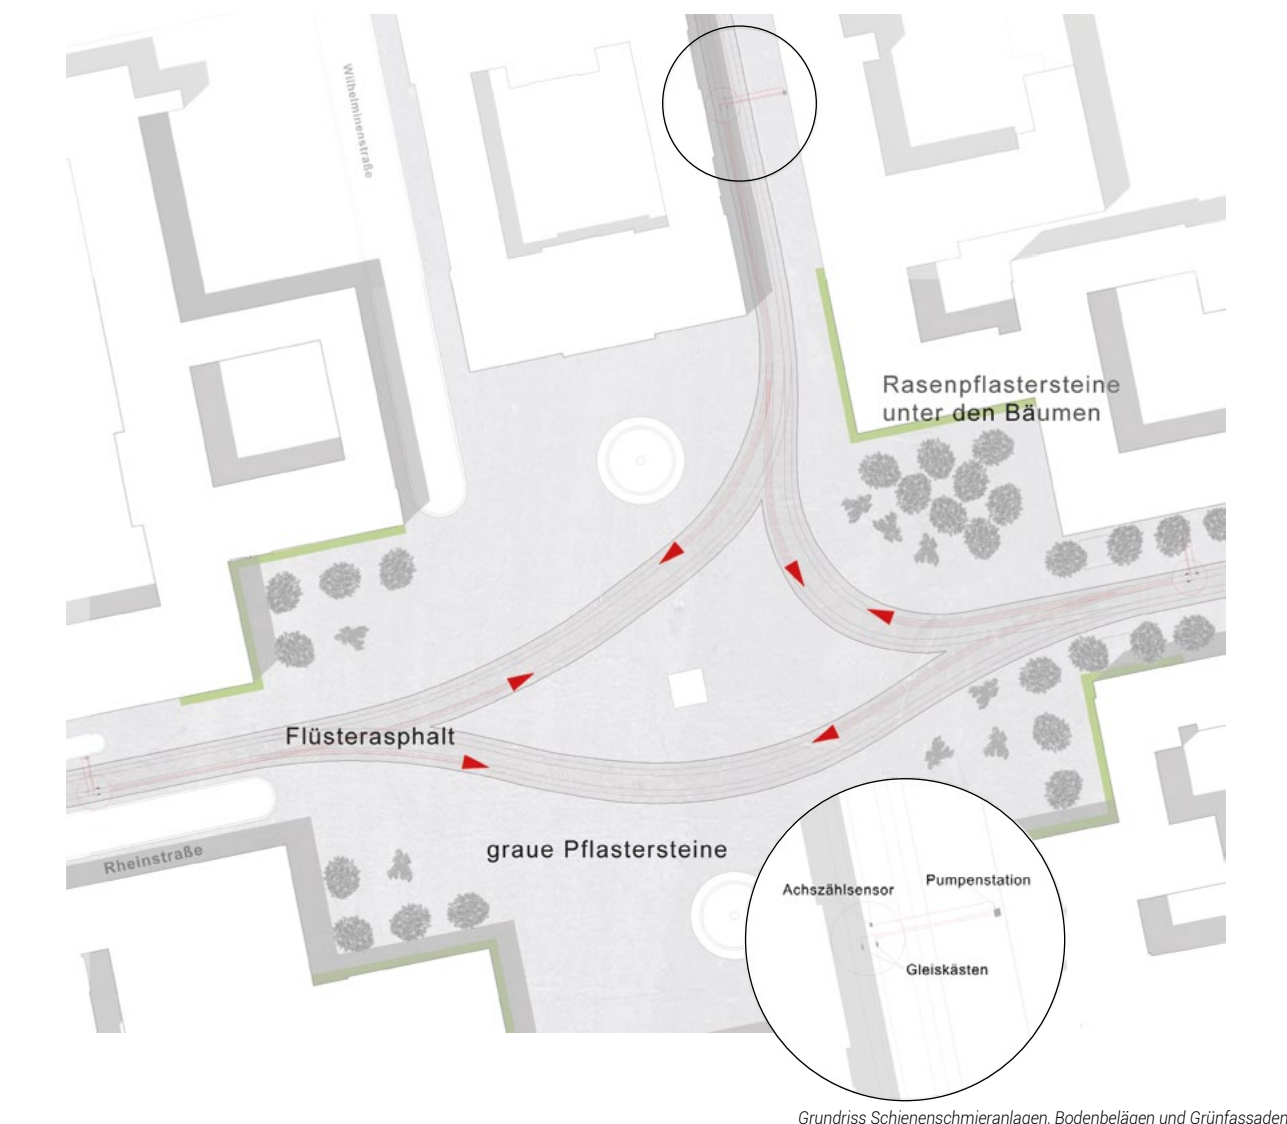 Wilhelminenstraße
Rasenpflastersteine
unter den Bäumen
Flüsterasphalt
graue Pflastersteine
Rheinstraße
Achszählsensor
Pumpenstation
Gleiskästen
Grundriss Schienenschmieranlagen, Bodenbelägen und Grünfassaden